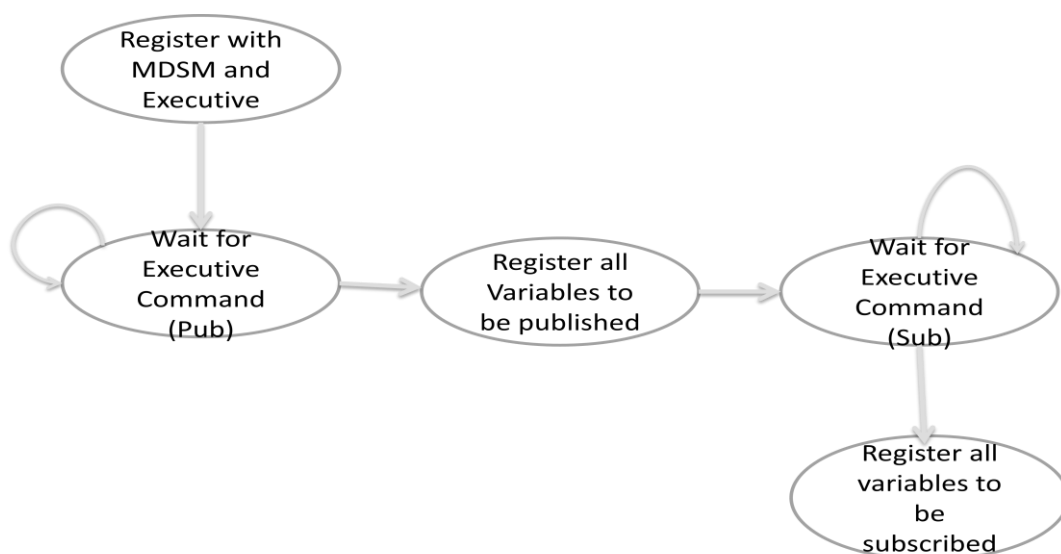 Register with
MDSM and
Executive
Wait for
Executive
Command
(Pub)
Register all
Variables to
be published
Wait for
Executive
Command
(Sub)
Register all
variables to
be
subscribed